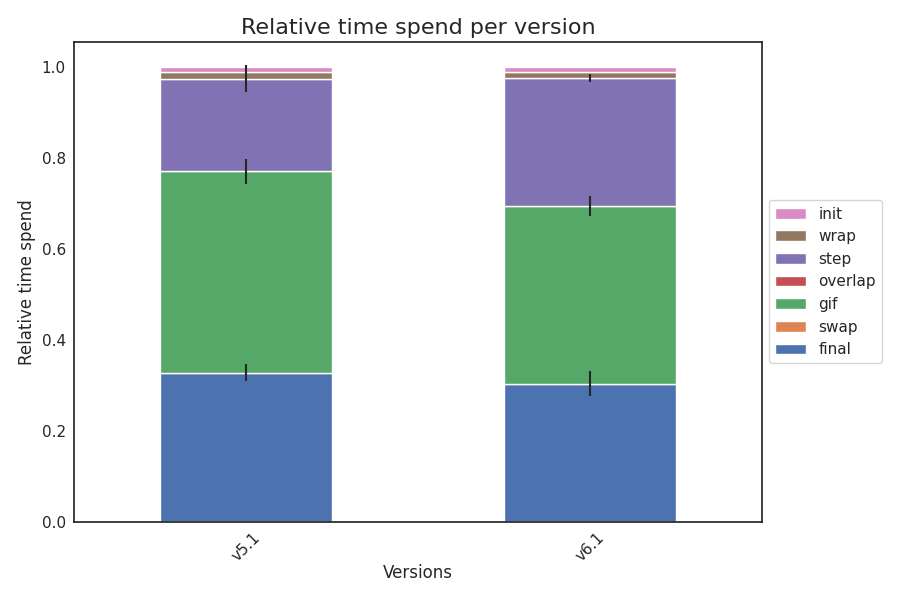 Relative time spend per version
Relative time spend
1.0
0.8
0.6
0.4
0.2
0.0
v5.1
v6.1
Versions
init
wrap
step
overlap
gif
swap
final